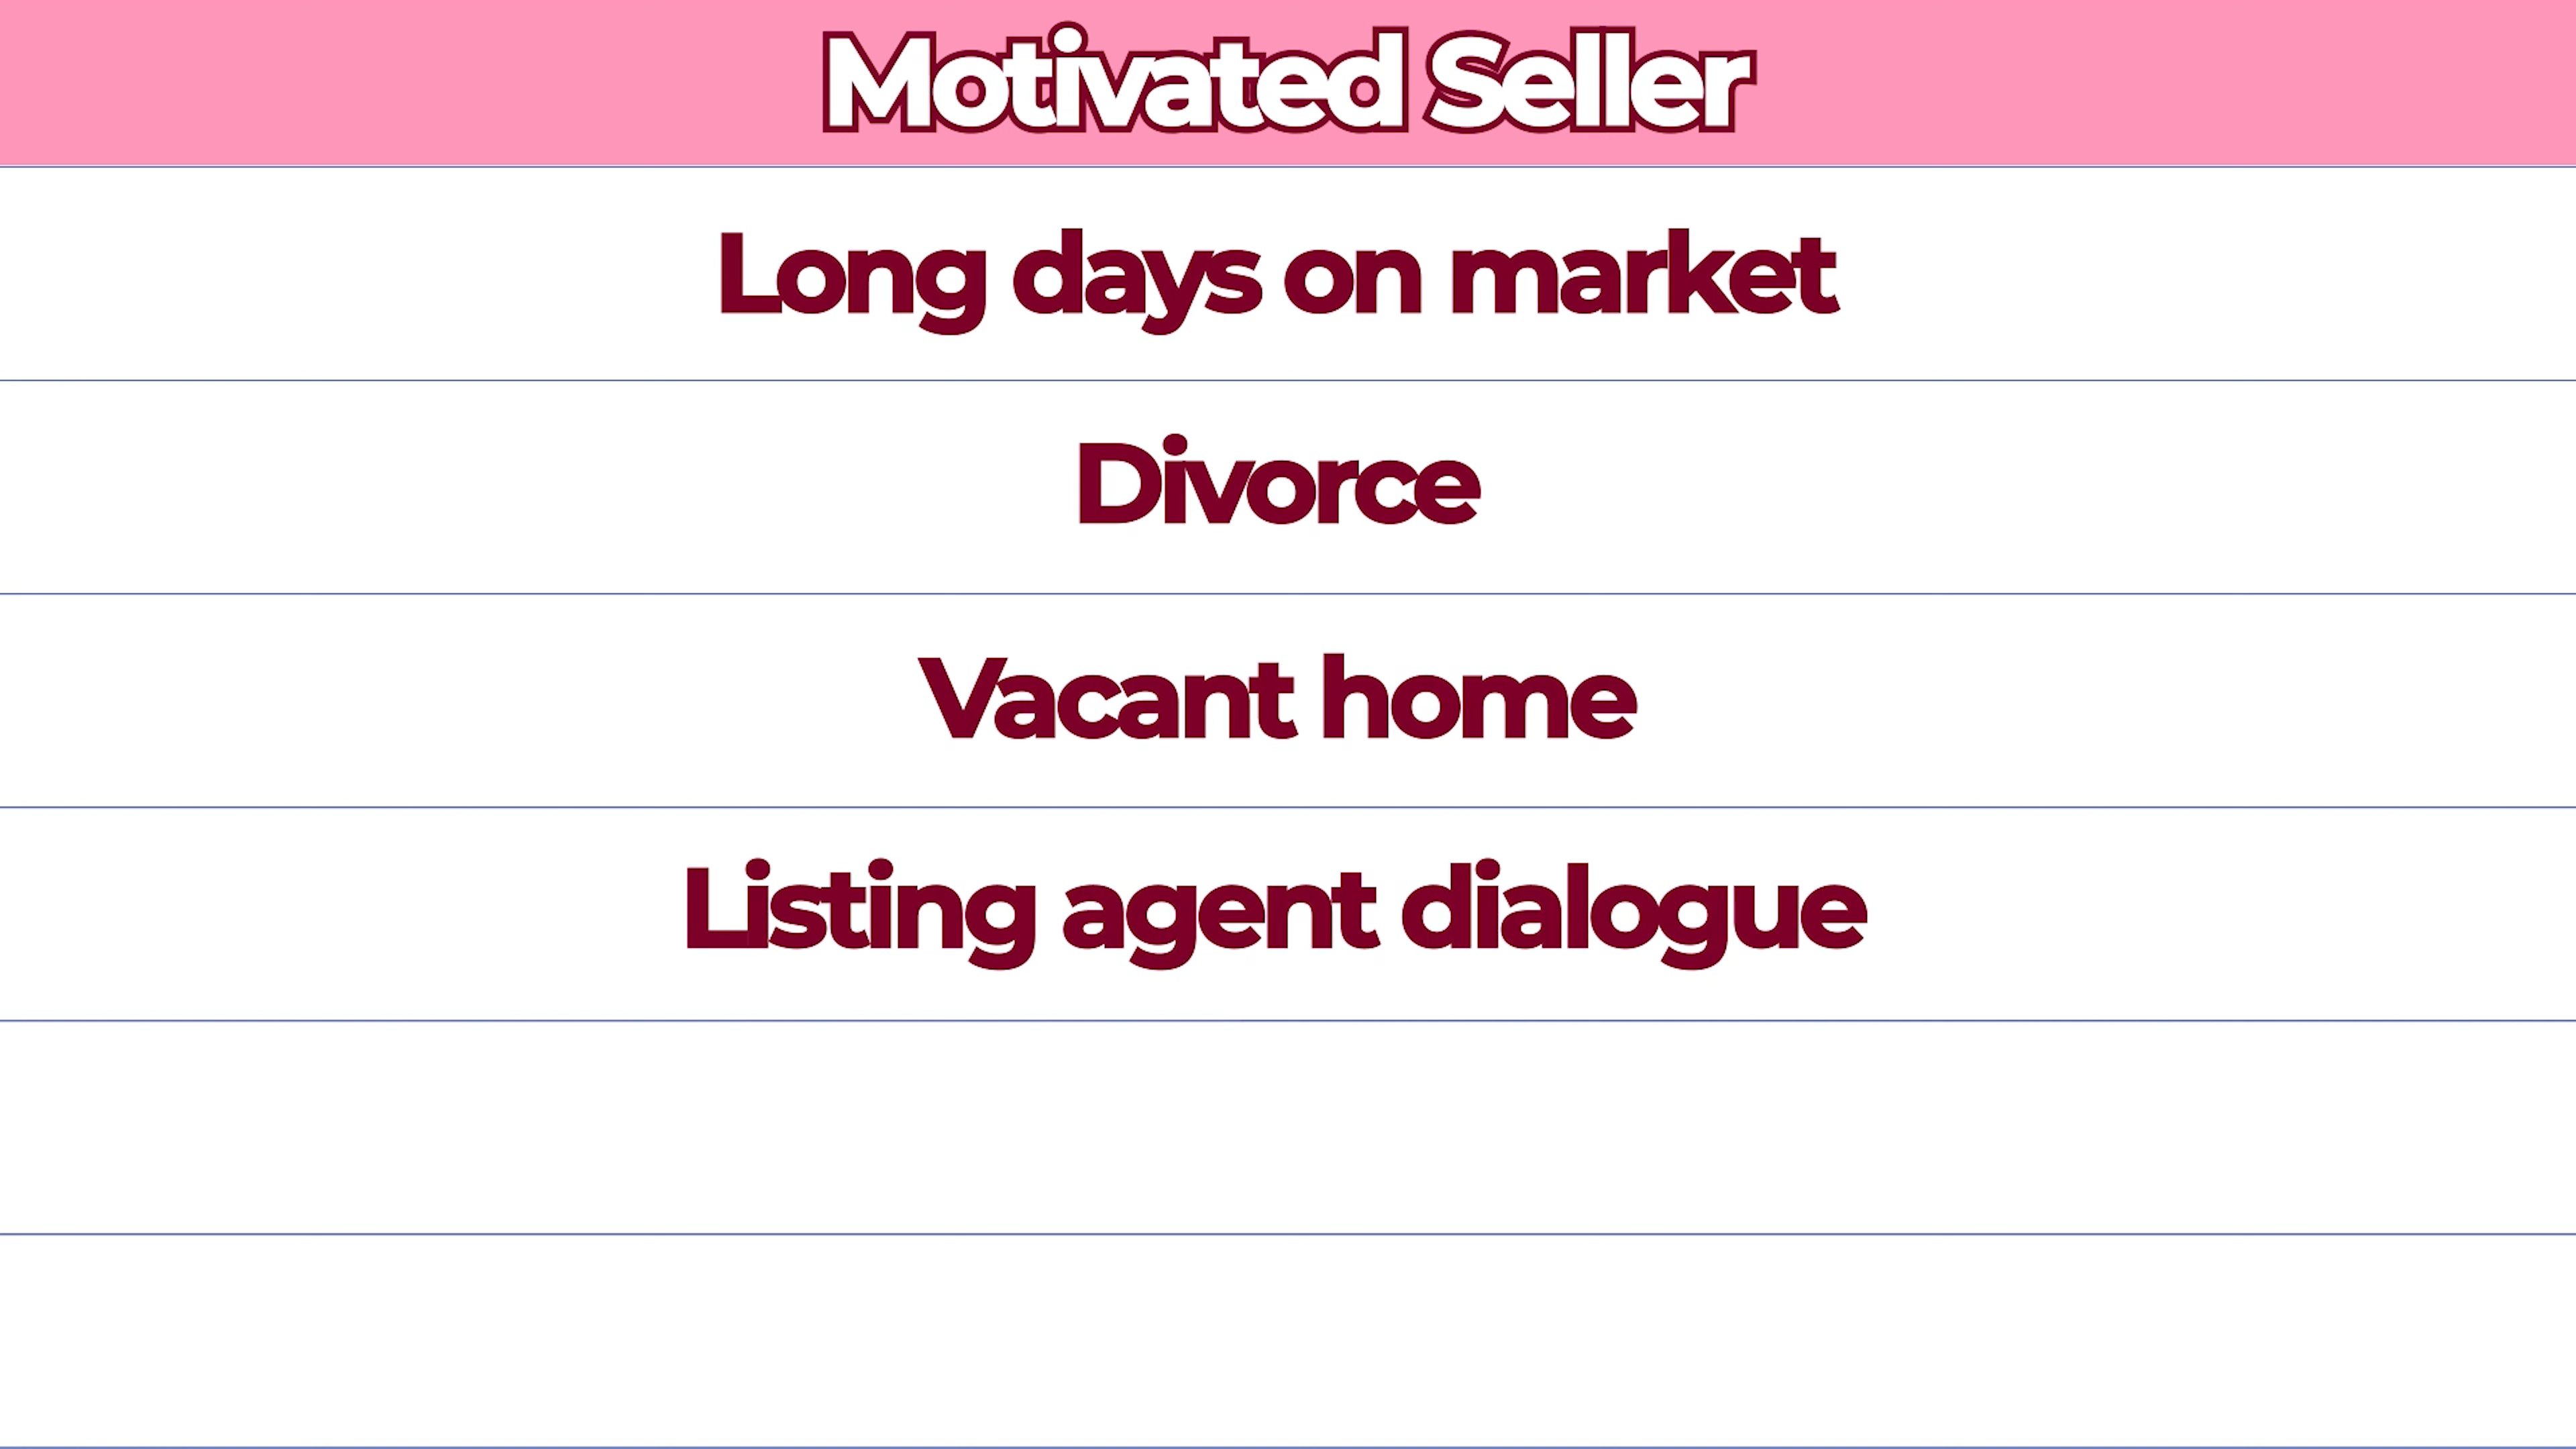 Motivated Seller
Long days on market
Divorce
Vacant home
Listing agent dialogue